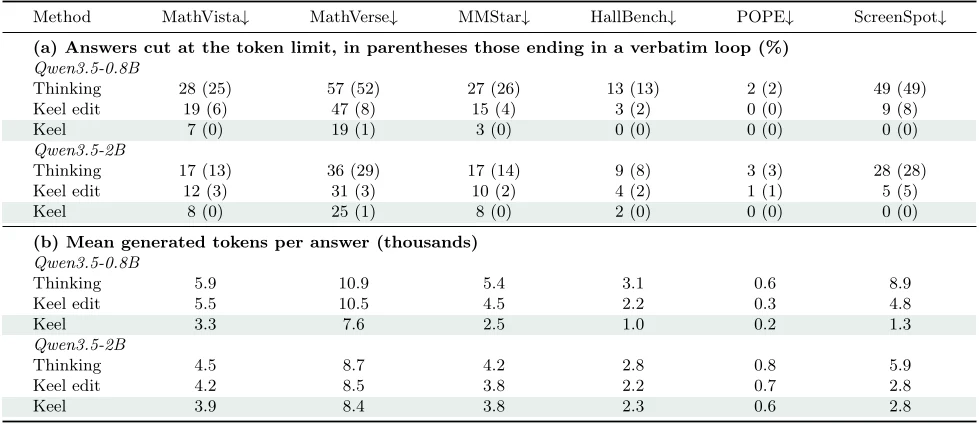 Method MathVista↓ MathVerse↓ MMStar↓ HallBench↓ POPE↓ ScreenSpot↓
(a) Answers cut at the token limit, in parentheses those ending in a verbatim loop (%)
Qwen3.5-0.8B
Thinking 28 (25) 57 (52) 27 (26) 13 (13) 2 (2) 49 (49)
Keel edit 19 (6) 47 (8) 15 (4) 3 (2) 0 (0) 9 (8)
Keel 7 (0) 19 (1) 3 (0) 0 (0) 0 (0) 0 (0)
Qwen3.5-2B
Thinking 17 (13) 36 (29) 17 (14) 9 (8) 3 (3) 28 (28)
Keel edit 12 (3) 31 (3) 10 (2) 4 (2) 1 (1) 5 (5)
Keel 8 (0) 25 (1) 8 (0) 2 (0) 0 (0) 0 (0)
(b) Mean generated tokens per answer (thousands)
Qwen3.5-0.8B
Thinking 5.9 10.9 5.4 3.1 0.6 8.9
Keel edit 5.5 10.5 4.5 2.2 0.3 4.8
Keel 3.3 7.6 2.5 1.0 0.2 1.3
Qwen3.5-2B
Thinking 4.5 8.7 4.2 2.8 0.8 5.9
Keel edit 4.2 8.5 3.8 2.2 0.7 2.8
Keel 3.9 8.4 3.8 2.3 0.6 2.8